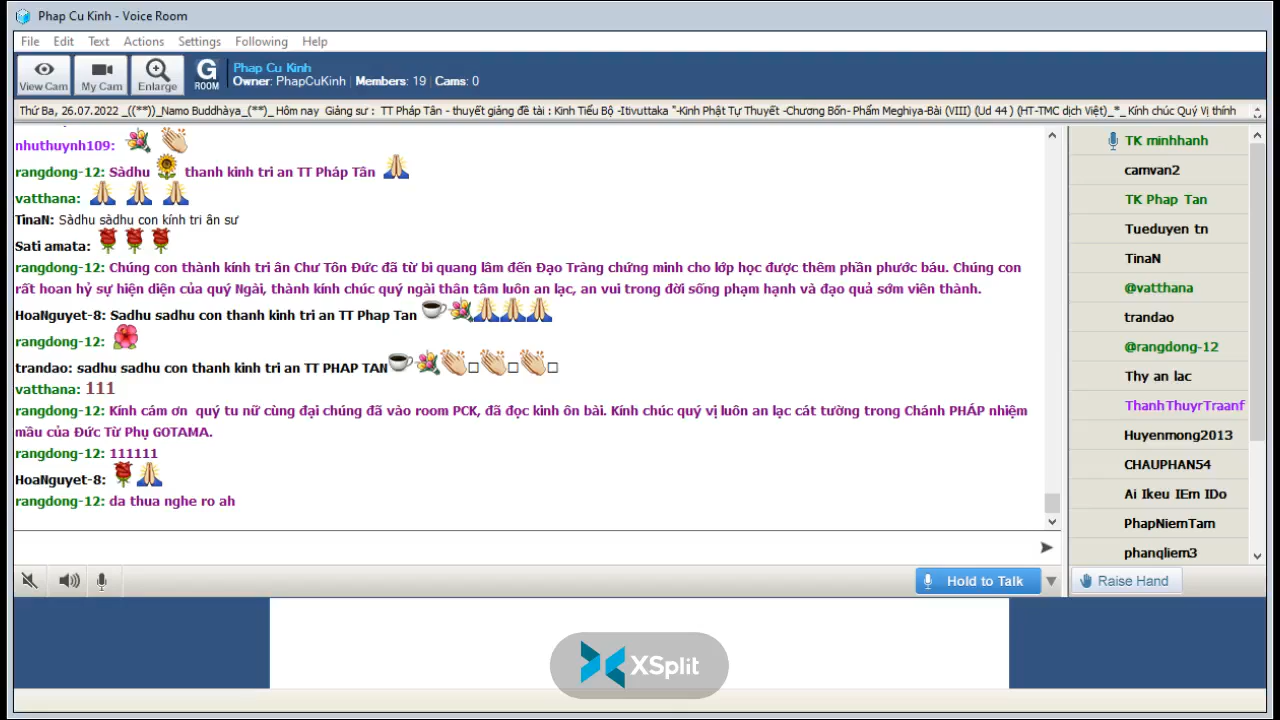 Phap Cu Kinh - Voice Room
File Edit Text Actions Settings Following Help
View Cam My Cam Enlarge G ROOM Phap Cu Kinh
Owner: PhapCuKinh | Members: 19 | Cams: 0
Thứ Ba, 26.07.2022 _((**))_Namo Buddhàya_(**)_ Hôm nay Giảng sư : TT Pháp Tân - thuyết giảng đề tài : Kinh Tiểu Bộ -Itivuttaka "-Kinh Phật Tự Thuyết -Chương Bốn- Phẩm Meghiya-Bài (VIII) (Ud 44 ) (HT-TMC dịch Việt)_*_ Kính chúc Quý Vị thính
nhuthuynh109:
rangdong-12: Sàdhu thanh kinh tri an TT Pháp Tân
vatthana:
TinaN: Sàdhu sàdhu con kính tri ân sư
Sati amata:
rangdong-12: Chúng con thành kính tri ân Chư Tôn Đức đã từ bi quang lâm đến Đạo Tràng chứng minh cho lớp học được thêm phần phước báu. Chúng con
rất hoan hỷ sự hiện diện của quý Ngài, thành kính chúc quý ngài thân tâm luôn an lạc, an vui trong đời sống phạm hạnh và đạo quả sớm viên thành.
HoaNguyet-8: Sadhu sadhu con thanh kinh tri an TT Phap Tan
rangdong-12:
trandao: sadhu sadhu con thanh kinh tri an TT PHAP TAN
vatthana: 111
rangdong-12: Kính cám ơn quý tu nữ cùng đại chúng đã vào room PCK, đã đọc kinh ôn bài. Kính chúc quý vị luôn an lạc cát tường trong Chánh PHÁP nhiệm
mầu của Đức Từ Phụ GOTAMA.
rangdong-12: 111111
HoaNguyet-8:
rangdong-12: da thua nghe ro ah
TK minhhanh
camvan2
TK Phap Tan
Tueduyen tn
TinaN
@vatthana
trandao
@rangdong-12
Thy an lac
ThanhThuyrTraanf
Huyenmong2013
CHAUPHAN54
Ai Ikeu IEm IDo
PhapNiemTam
phanqliem3
Hold to Talk
Raise Hand
XSplit